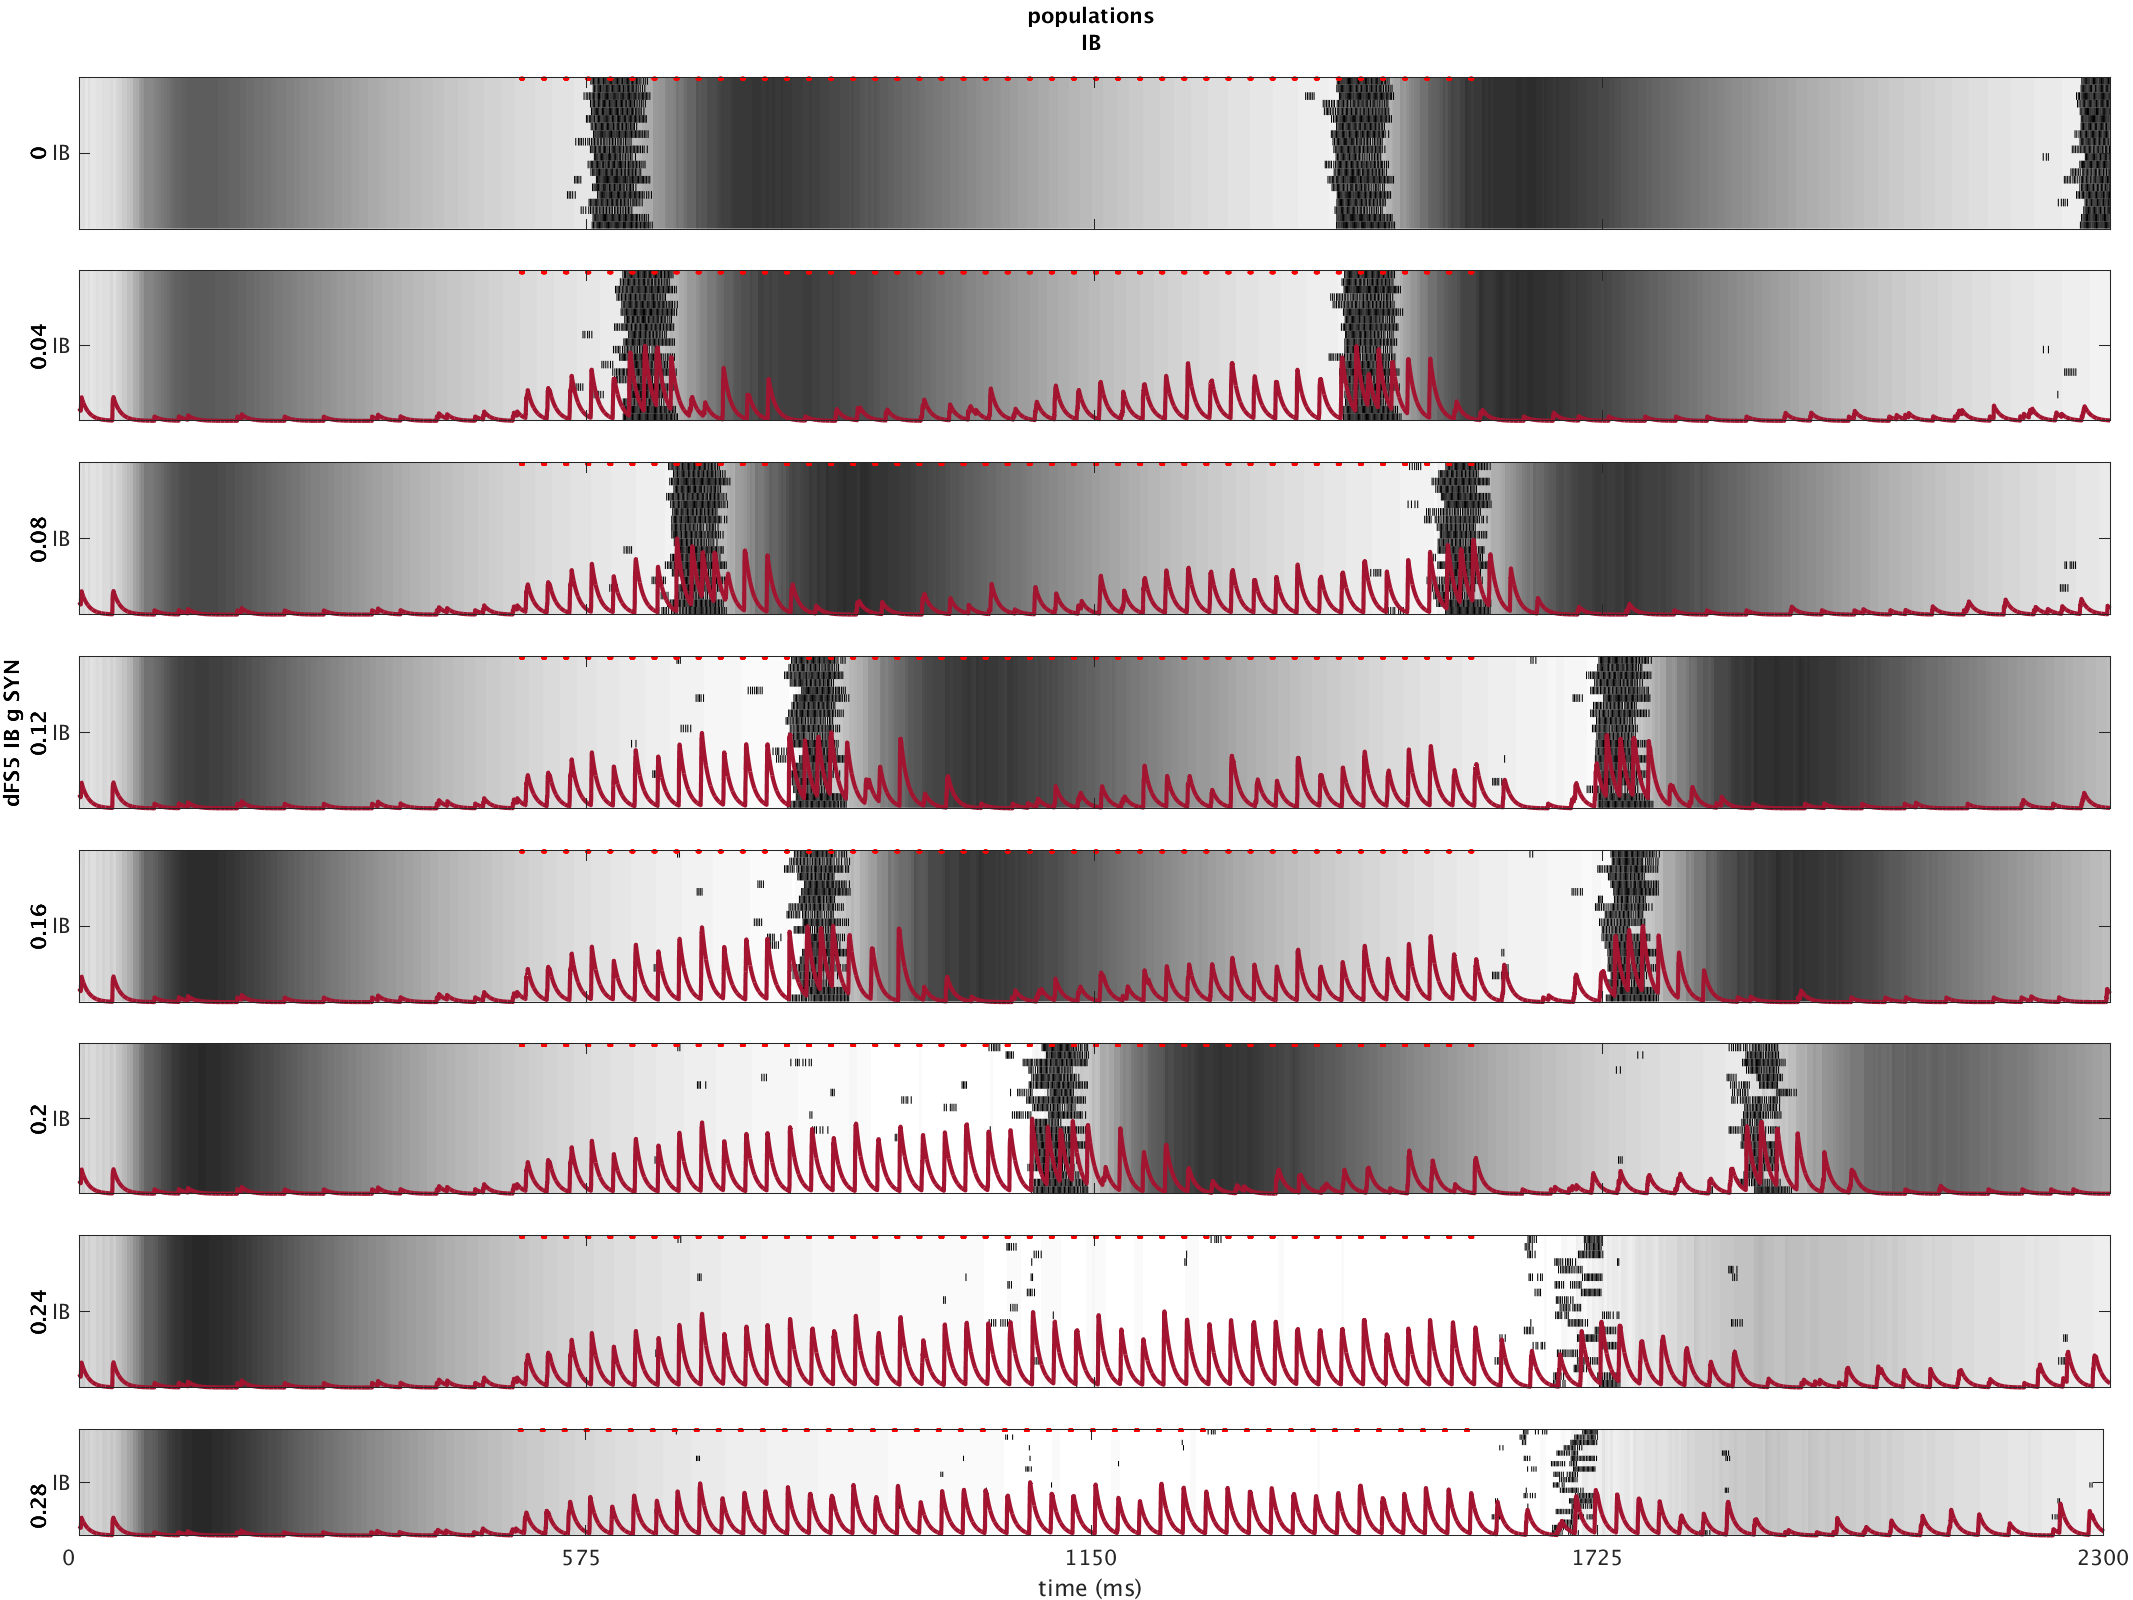 populations
IB
dFS5 IB g SYN
0 IB
0.04 IB
0.08 IB
0.12 IB
0.16 IB
0.2 IB
0.24 IB
0.28 IB
0 575 1150 1725 2300
time (ms)